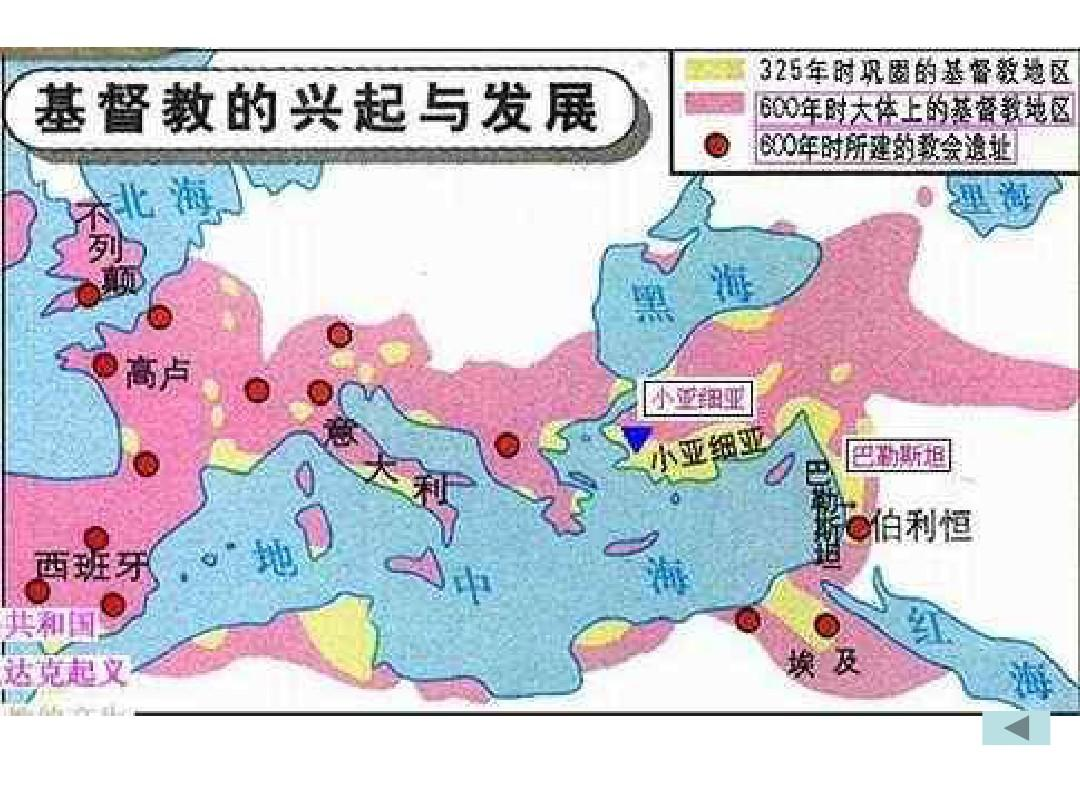 基督教的兴起与发展
325年时巩固的基督教地区
600年时大体上的基督教地区
600年时所建的教会遗址
北海
里海
不列颠
黑海
高卢
小亚细亚
意大利
小亚细亚
巴勒斯坦
巴勒斯坦
伯利恒
西班牙
地中海
共和国
红海
达克起义
埃及